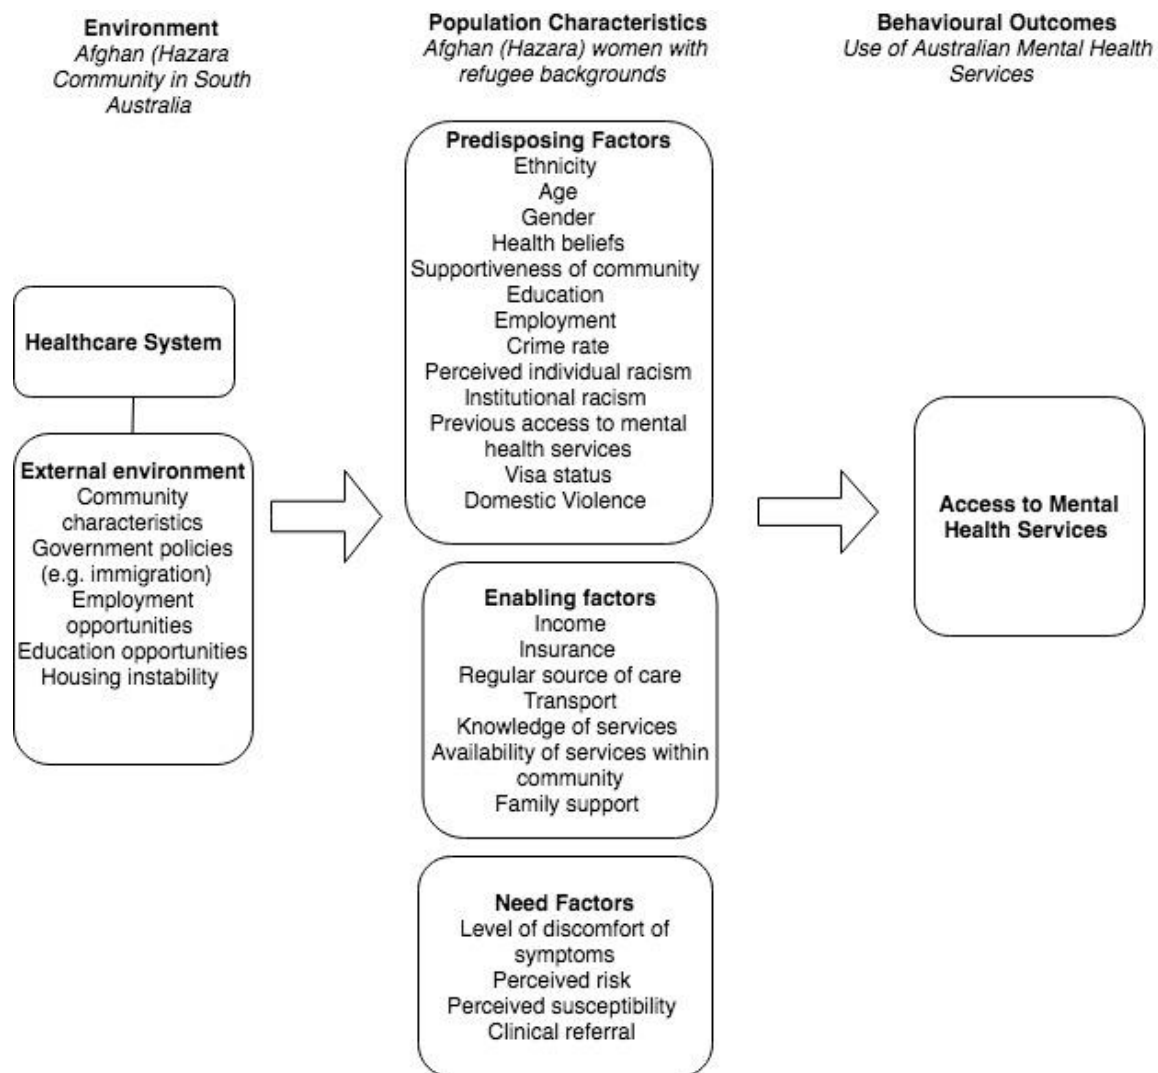 Environment
Afghan (Hazara
Community in South
Australia
Population Characteristics
Afghan (Hazara) women with
refugee backgrounds
Behavioural Outcomes
Use of Australian Mental Health
Services
Healthcare System
External environment
Community
characteristics
Government policies
(e.g. immigration)
Employment
opportunities
Education opportunities
Housing instability
Predisposing Factors
Ethnicity
Age
Gender
Health beliefs
Supportiveness of community
Education
Employment
Crime rate
Perceived individual racism
Institutional racism
Previous access to mental
health services
Visa status
Domestic Violence
Enabling factors
Income
Insurance
Regular source of care
Transport
Knowledge of services
Availability of services within
community
Family support
Need Factors
Level of discomfort of
symptoms
Perceived risk
Perceived susceptibility
Clinical referral
Access to Mental
Health Services